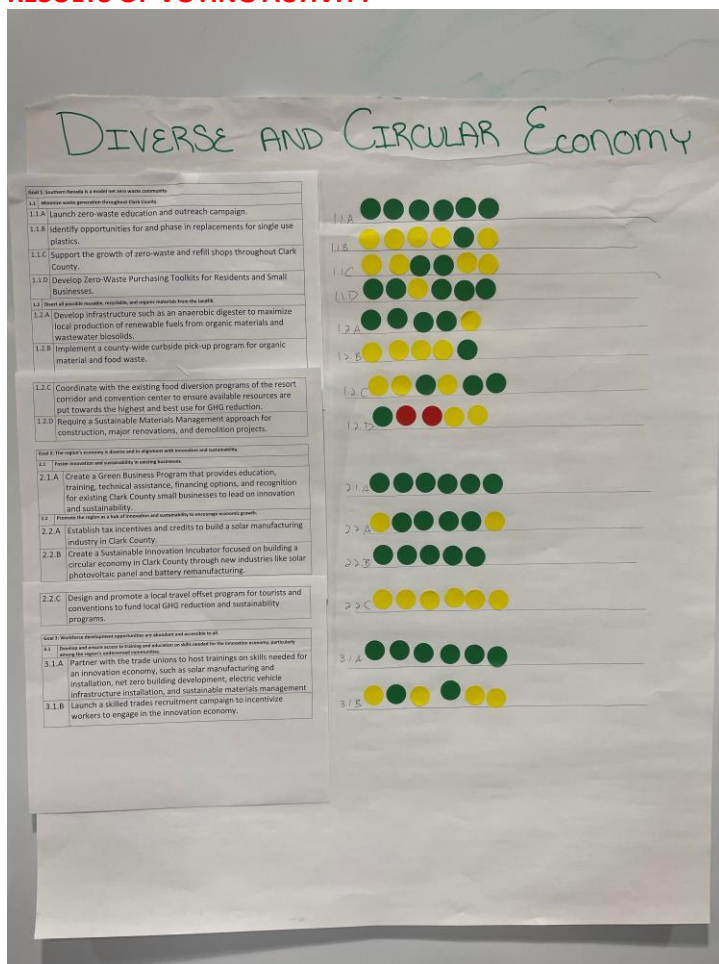 RESULTS OF VOTING ACTIVITY
DIVERSE AND CIRCULAR ECONOMY
Goal 1: Southern Nevada is a model net zero waste community.
1.1 Minimize waste generation throughout Clark County.
1.1.A Launch zero-waste education and outreach campaign.
1.1.B Identify opportunities for and phase in replacements for single use
plastics.
1.1.C Support the growth of zero-waste and refill shops throughout Clark
County.
1.1.D Develop Zero-Waste Purchasing Toolkits for Residents and Small
Businesses.
1.2 Divert all possible reusable, recyclable, and organic materials from the landfill.
1.2.A Develop infrastructure such as an anaerobic digester to maximize
local production of renewable fuels from organic materials and
wastewater biosolids.
1.2.B Implement a county-wide curbside pick-up program for organic
material and food waste.
1.2.C Coordinate with the existing food diversion programs of the resort
corridor and convention center to ensure available resources are
put towards the highest and best use for GHG reduction.
1.2.D Require a Sustainable Materials Management approach for
construction, major renovations, and demolition projects.
Goal 2: The region's economy is diverse and in alignment with innovation and sustainability.
2.1 Foster innovation and sustainability in existing businesses.
2.1.A Create a Green Business Program that provides education,
training, technical assistance, financing options, and recognition
for existing Clark County small businesses to lead on innovation
and sustainability.
2.2 Promote the region as a hub of innovation and sustainability to encourage economic growth.
2.2.A Establish tax incentives and credits to build a solar manufacturing
industry in Clark County.
2.2.B Create a Sustainable Innovation Incubator focused on building a
circular economy in Clark County through new industries like solar
photovoltaic panel and battery remanufacturing.
2.2.C Design and promote a local travel offset program for tourists and
conventions to fund local GHG reduction and sustainability
programs.
Goal 3: Workforce development opportunities are abundant and accessible to all.
3.1 Develop and ensure access to training and education on skills needed for the innovation economy, particularly
among the region's underserved communities.
3.1.A Partner with the trade unions to host trainings on skills needed for
an innovation economy, such as solar manufacturing and
installation, net zero building development, electric vehicle
infrastructure installation, and sustainable materials management
3.1.B Launch a skilled trades recruitment campaign to incentivize
workers to engage in the innovation economy.
1.1.A
1.1.B
1.1C
1.1D
1.2A
1.2B
1.2C
1.2.D
2.1.A
2.2A
2.2B
2.2C
3.1.A
3.1B